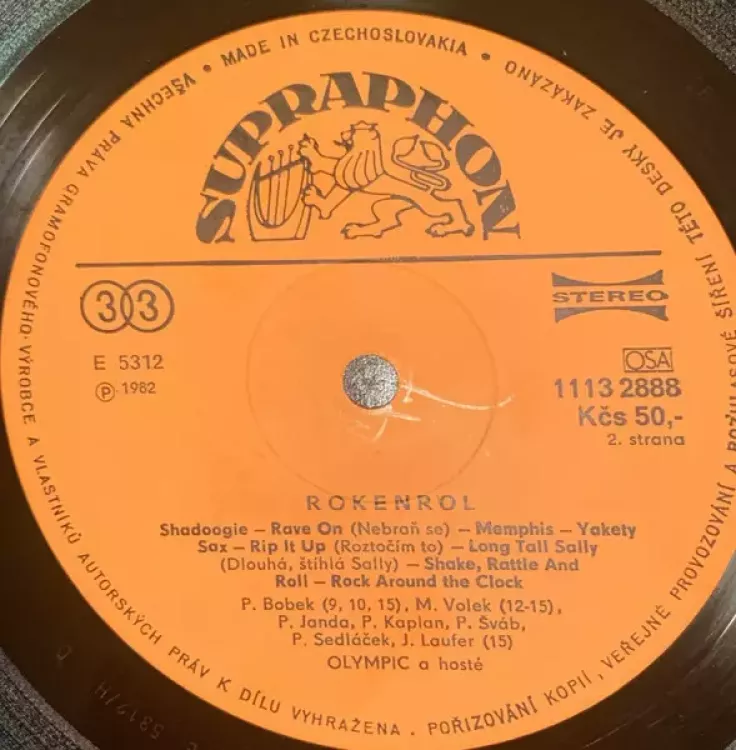 VŠECHNA PRÁVA GRAMOFONOVÉHO VÝROBCE A VLASTNÍKŮ AUTORSKÝCH PRÁV K DÍLU VYHRAŽENA. POŘIZOVÁNÍ KOPIÍ, VEŘEJNÉ PROVOZOVÁNÍ A ROZHLASOVÉ ŠÍŘENÍ TÉTO DESKY JE ZAKÁZÁNO • MADE IN CZECHOSLOVAKIA •
SUPRAPHON
33
STEREO
E 5312
OSA
Ⓟ 1982
1113 2888
Kčs 50,-
2. strana
ROKENROL
Shadoogie – Rave On (Nebraň se) – Memphis – Yakety
Sax – Rip It Up (Roztočím to) – Long Tall Sally
(Dlouhá, štíhlá Sally) – Shake, Rattle And
Roll – Rock Around the Clock
P. Bobek (9, 10, 15), M. Volek (12-15),
P. Janda, P. Kaplan, P. Šváb,
P. Sedláček, J. Laufer (15)
OLYMPIC a hosté